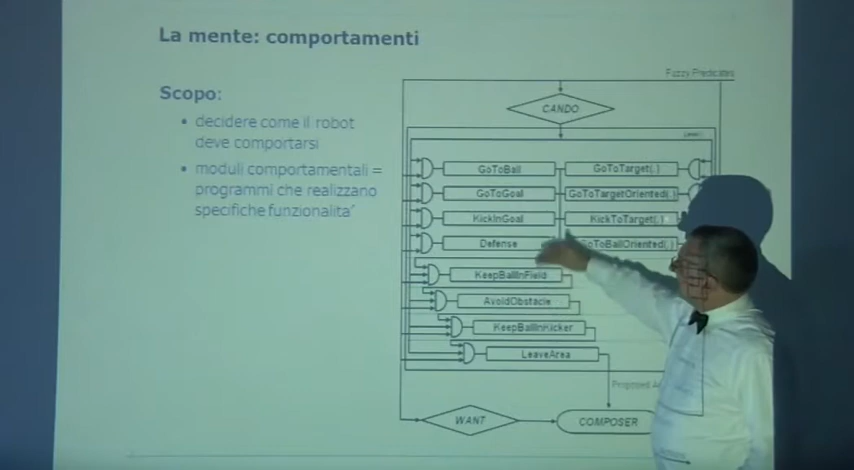 La mente: comportamenti
Scopo:
• decidere come il robot
deve comportarsi
• moduli comportamentali =
programmi che realizzano
specifiche funzionalita'
Fuzzy Predicates
CANDO
GoToBall
GoToTarget(.)
GoToGoal
GoToTargetOriented(.)
KickInGoal
KickToTarget(.)
Defense
GoToBallOriented(.)
KeepBallInField
AvoidObstacle
KeepBallInKicker
LeaveArea
Proposed
WANT
COMPOSER